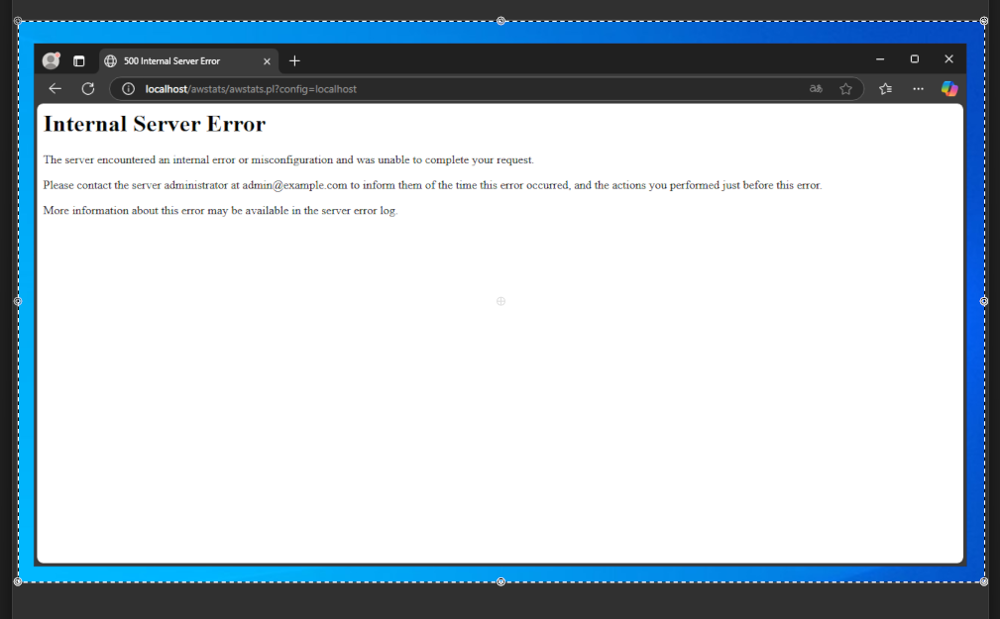 500 Internal Server Error
localhost/awstats/awstats.pl?config=localhost
Internal Server Error
The server encountered an internal error or misconfiguration and was unable to complete your request.
Please contact the server administrator at admin@example.com to inform them of the time this error occurred, and the actions you performed just before this error.
More information about this error may be available in the server error log.